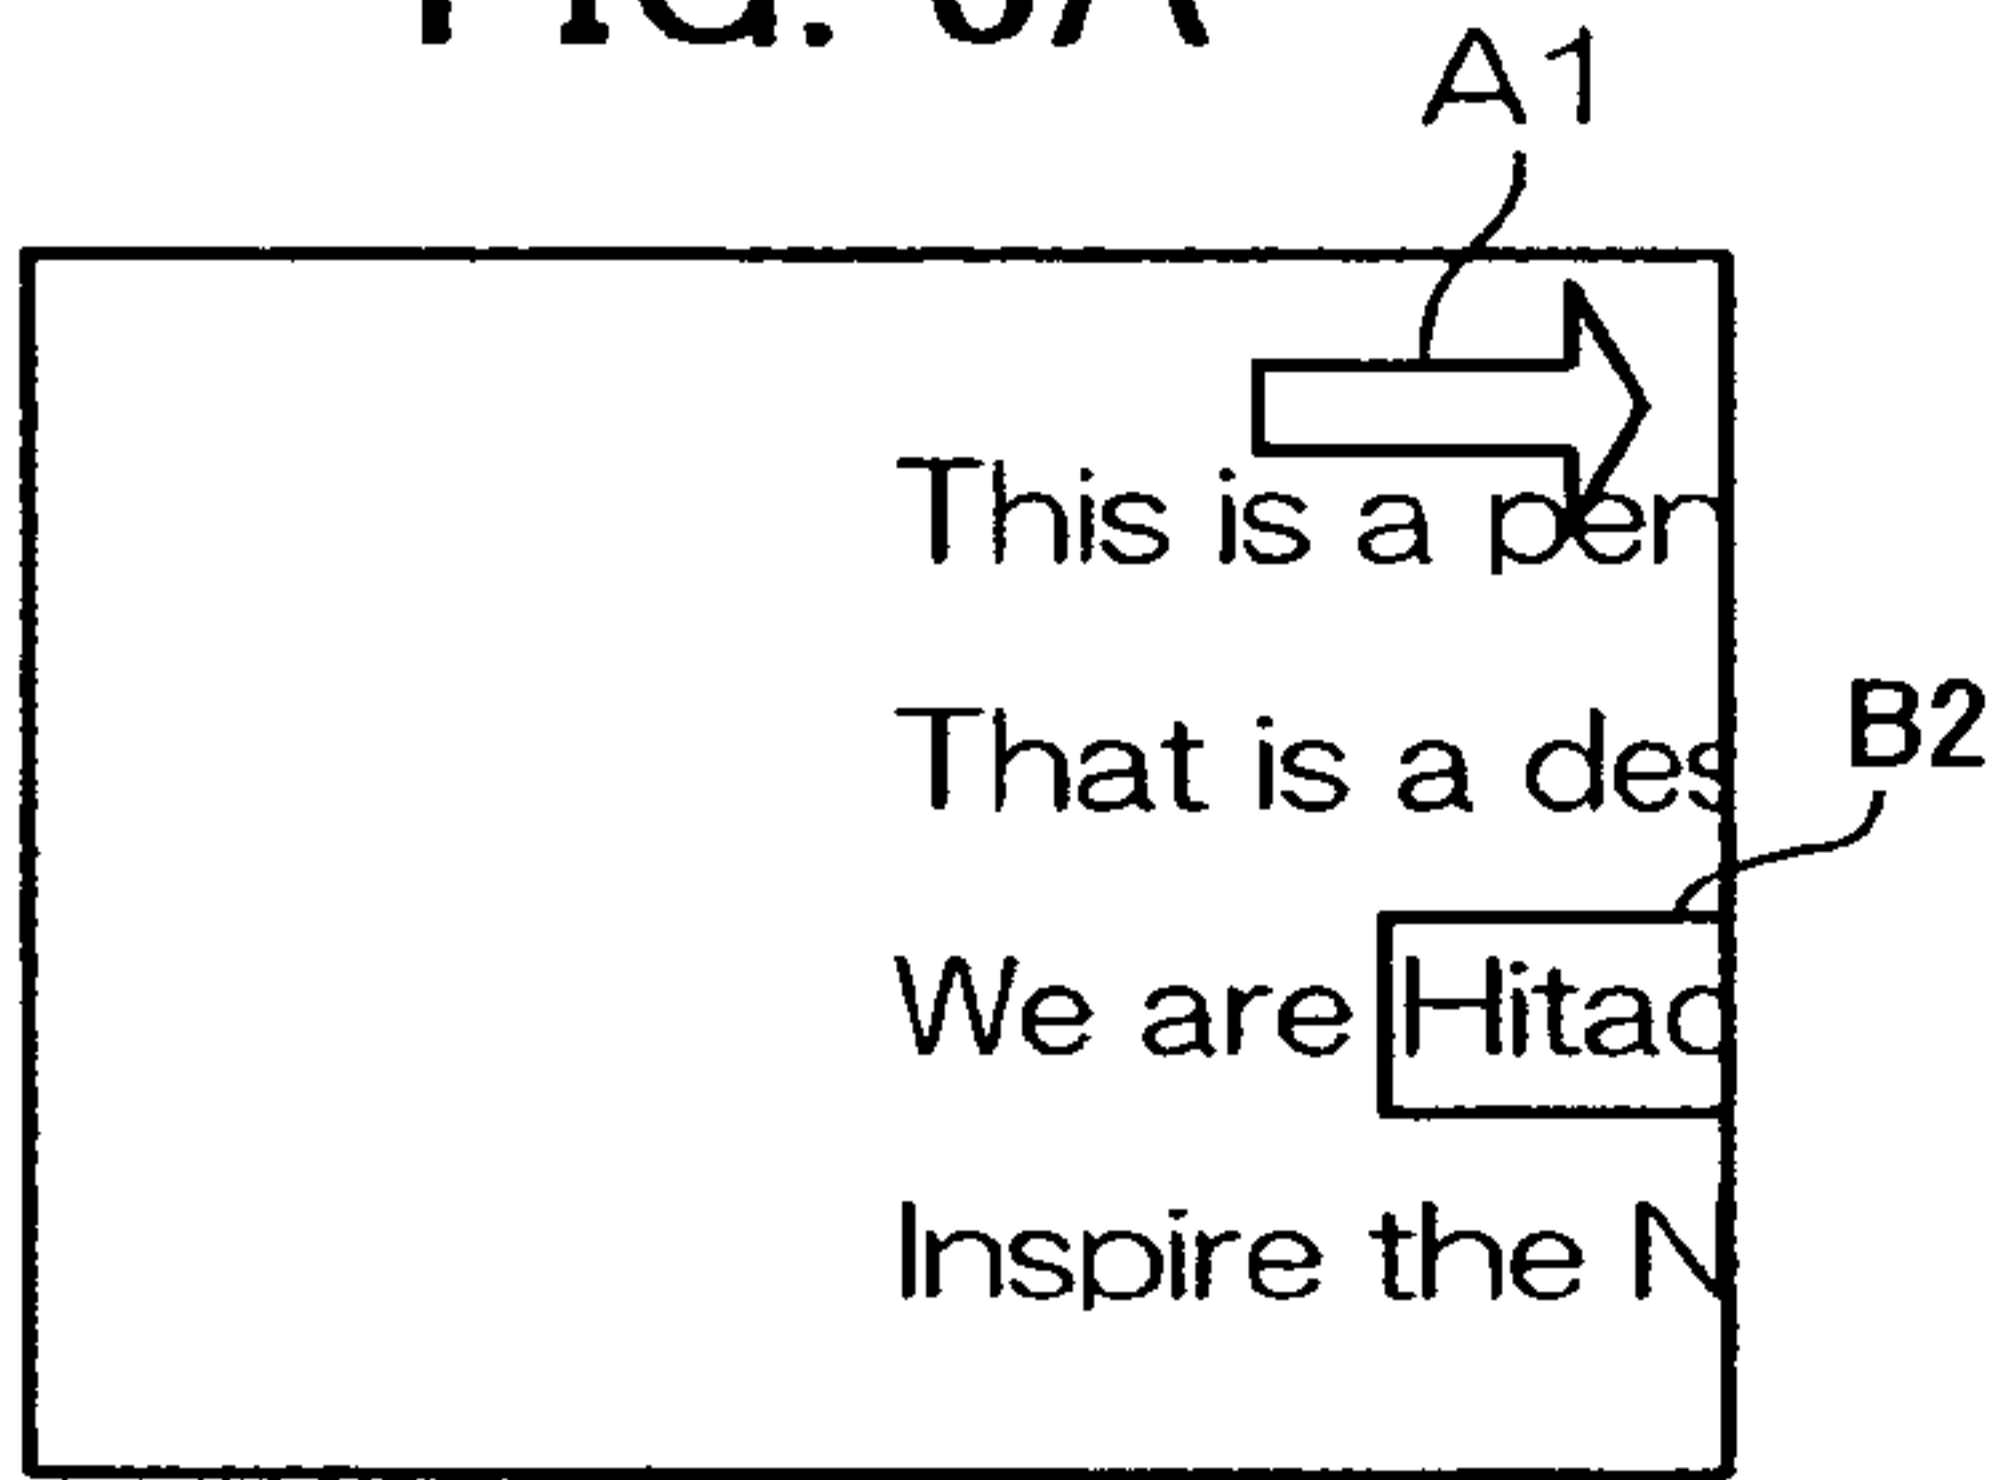 A1
This is a pen
That is a des
B2
We are Hitac
Inspire the N